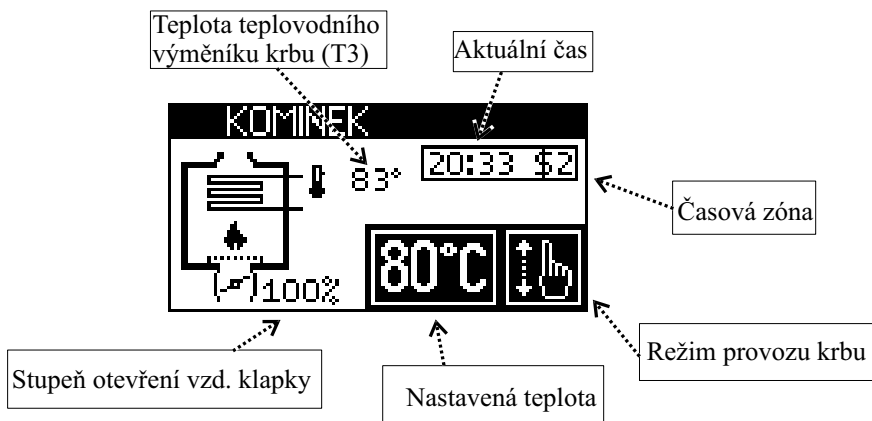 Teplota teplovodního
výměníku krbu (T3)
Aktuální čas
KOMINEK
83°
20:33 $2
Časová zóna
80°C
100%
Režim provozu krbu
Stupeň otevření vzd. klapky
Nastavená teplota